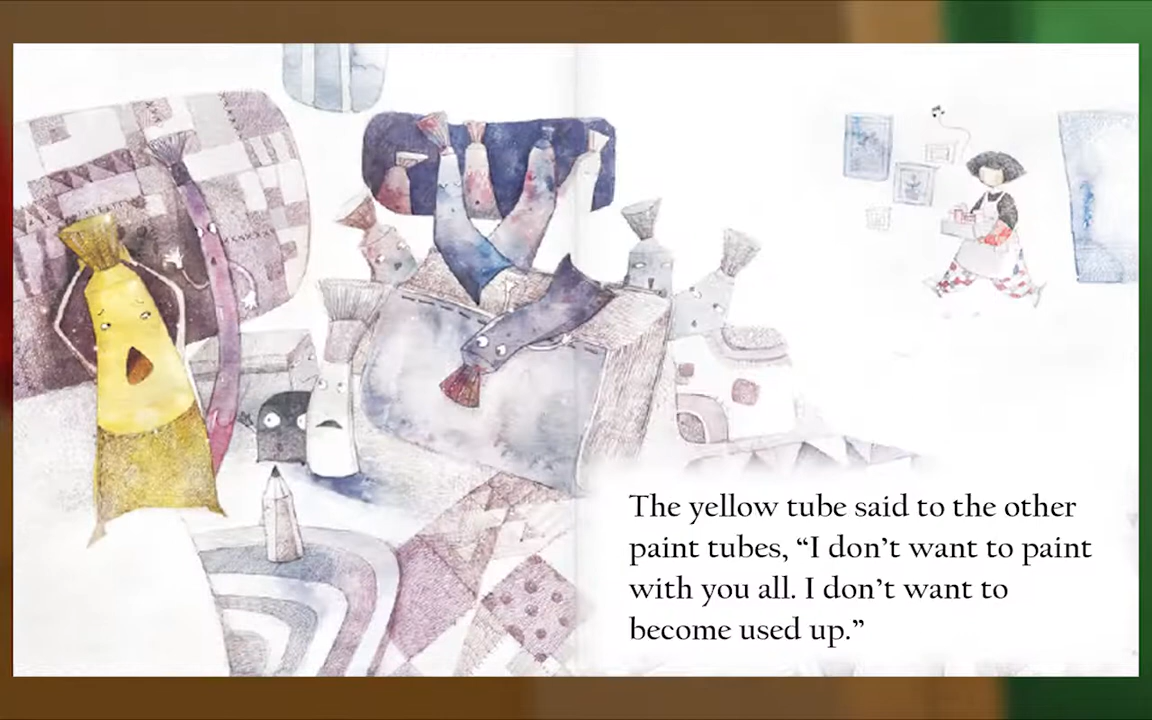 The yellow tube said to the other
paint tubes, “I don’t want to paint
with you all. I don’t want to
become used up.”